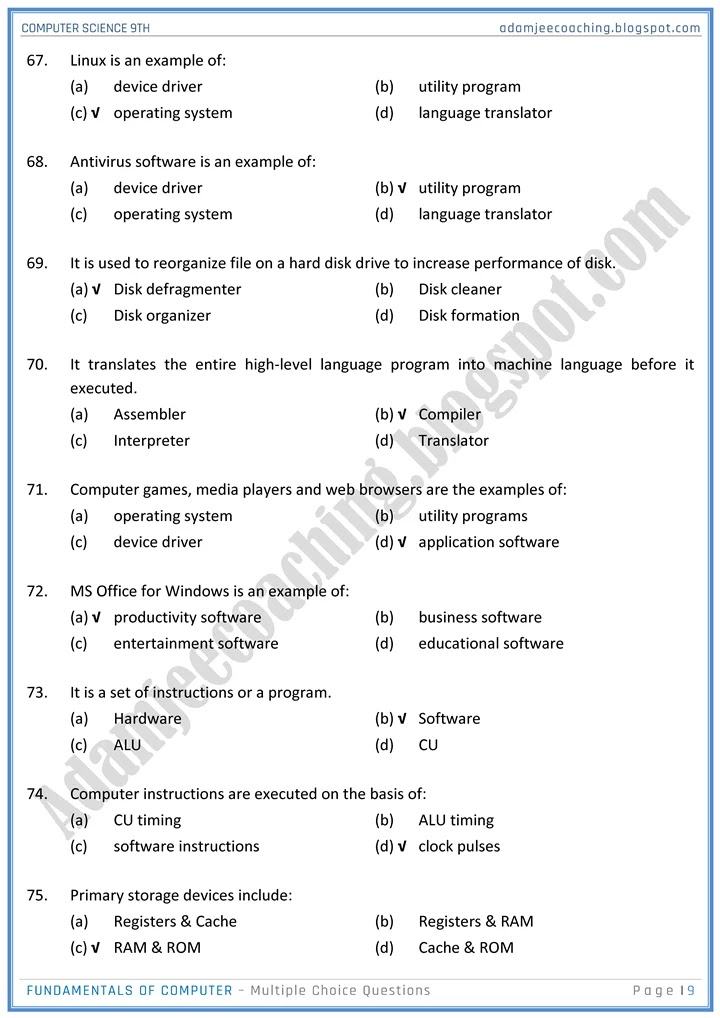 COMPUTER SCIENCE 9TH adamjeecoaching.blogspot.com
67. Linux is an example of:
(a) device driver (b) utility program
(c) √ operating system (d) language translator
68. Antivirus software is an example of:
(a) device driver (b) √ utility program
(c) operating system (d) language translator
69. It is used to reorganize file on a hard disk drive to increase performance of disk.
(a) √ Disk defragmenter (b) Disk cleaner
(c) Disk organizer (d) Disk formation
70. It translates the entire high-level language program into machine language before it
executed.
(a) Assembler (b) √ Compiler
(c) Interpreter (d) Translator
71. Computer games, media players and web browsers are the examples of:
(a) operating system (b) utility programs
(c) device driver (d) √ application software
72. MS Office for Windows is an example of:
(a) √ productivity software (b) business software
(c) entertainment software (d) educational software
73. It is a set of instructions or a program.
(a) Hardware (b) √ Software
(c) ALU (d) CU
74. Computer instructions are executed on the basis of:
(a) CU timing (b) ALU timing
(c) software instructions (d) √ clock pulses
75. Primary storage devices include:
(a) Registers & Cache (b) Registers & RAM
(c) √ RAM & ROM (d) Cache & ROM
Adamjeecoaching.blogspot.com
FUNDAMENTALS OF COMPUTER – Multiple Choice Questions Page | 9